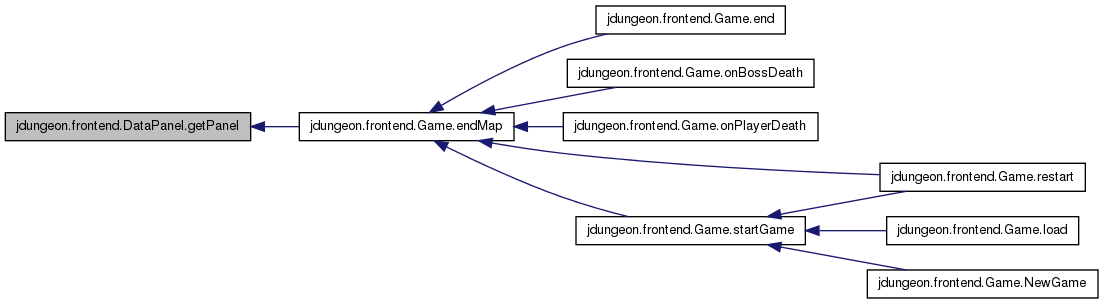 jdungeon.frontend.Game.end
jdungeon.frontend.Game.onBossDeath
jdungeon.frontend.DataPanel.getPanel
jdungeon.frontend.Game.endMap
jdungeon.frontend.Game.onPlayerDeath
jdungeon.frontend.Game.restart
jdungeon.frontend.Game.startGame
jdungeon.frontend.Game.load
jdungeon.frontend.Game.NewGame